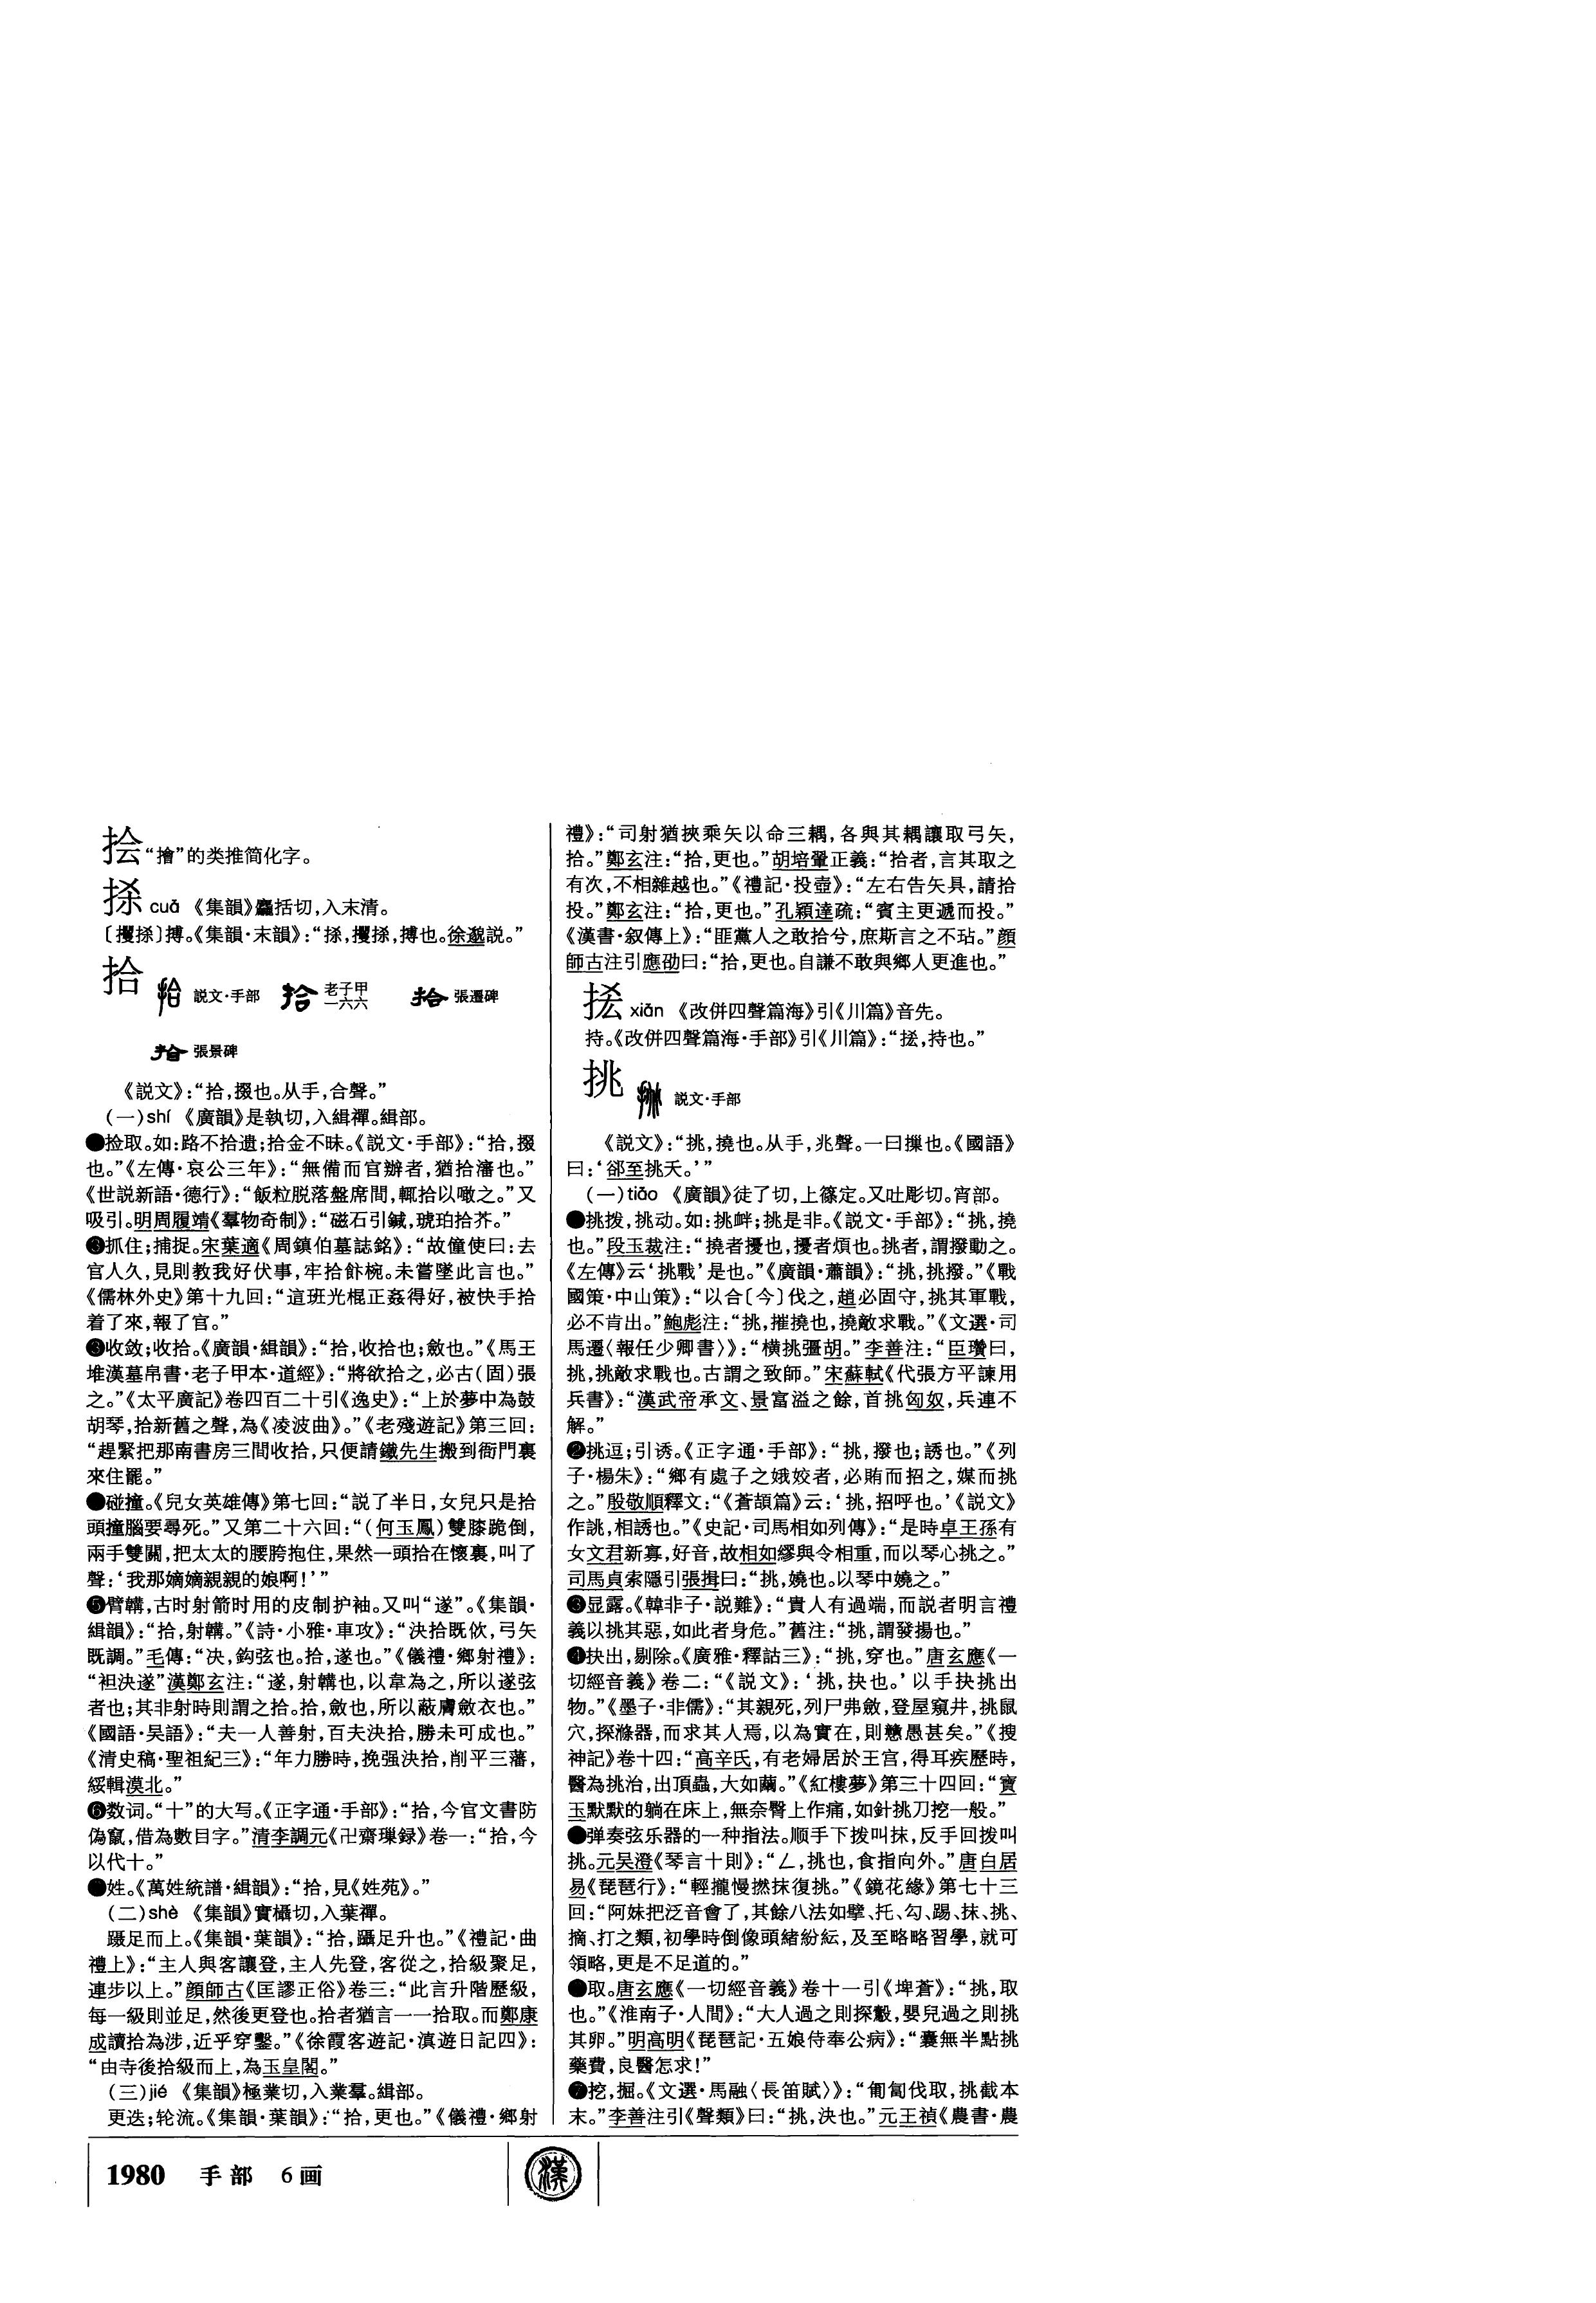 𰓆“擔”的类推简化字。
挆 cuā 《集韻》麤括切，入末清。
〔攫挆〕搏。《集韻·末韻》：“挆，攫挆，搏也。徐邈説。”
拾 説文·手部 老子甲一六六 張遷碑
張景碑
《説文》：“拾，掇也。从手，合聲。”
（一）shí 《廣韻》是執切，入緝禪。緝部。
●捡取。如：路不拾遗；拾金不昧。《説文·手部》：“拾，掇
也。”《左傳·哀公三年》：“無備而官辦者，猶拾瀋也。”
《世説新語·德行》：“飯粒脱落盤席間，輒拾以噉之。”又
吸引。明周履靖《羣物奇制》：“磁石引鍼，琥珀拾芥。”
❷抓住；捕捉。宋葉適《周鎮伯墓誌銘》：“故僮使曰：去
官人久，見則教我好伏事，牢拾飰椀。未嘗墜此言也。”
《儒林外史》第十九回：“這班光棍正姦得好，被快手拾
着了來，報了官。”
❸收敛；收拾。《廣韻·緝韻》：“拾，收拾也；斂也。”《馬王
堆漢墓帛書·老子甲本·道經》：“將欲拾之，必古（固）張
之。”《太平廣記》卷四百二十引《逸史》：“上於夢中為鼓
胡琴，拾新舊之聲，為《凌波曲》。”《老殘遊記》第三回：
“趕緊把那南書房三間收拾，只便請鐵先生搬到衙門裏
來住罷。”
●碰撞。《兒女英雄傳》第七回：“説了半日，女兒只是拾
頭撞腦要尋死。”又第二十六回：“（何玉鳳）雙膝跪倒，
兩手雙關，把太太的腰胯抱住，果然一頭拾在懷裏，叫了
聲：‘我那嫡嫡親親的娘啊！’”
❺臂韝，古时射箭时用的皮制护袖。又叫“遂”。《集韻·
緝韻》：“拾，射韝。”《詩·小雅·車攻》：“決拾既佽，弓矢
既調。”毛傳：“决，鈎弦也。拾，遂也。”《儀禮·鄉射禮》：
“袒決遂”漢鄭玄注：“遂，射韝也，以韋為之，所以遂弦
者也；其非射時則謂之拾。拾，斂也，所以蔽膚斂衣也。”
《國語·吴語》：“夫一人善射，百夫決拾，勝未可成也。”
《清史稿·聖祖紀三》：“年力勝時，挽强决拾，削平三藩，
綏輯漠北。”
❻数词。“十”的大写。《正字通·手部》：“拾，今官文書防
偽竄，借為數目字。”清李調元《卍齋璅録》卷一：“拾，今
以代十。”
●姓。《萬姓統譜·緝韻》：“拾，見《姓苑》。”
（二）shè 《集韻》實欇切，入葉禪。
蹑足而上。《集韻·葉韻》：“拾，躡足升也。”《禮記·曲
禮上》：“主人與客讓登，主人先登，客從之，拾級聚足，
連步以上。”顔師古《匡謬正俗》卷三：“此言升階歷級，
每一級則並足，然後更登也。拾者猶言一一拾取。而鄭康
成讀拾為涉，近乎穿鑿。”《徐霞客遊記·滇遊日記四》：
“由寺後拾級而上，為玉皇閣。”
（三）jié 《集韻》極業切，入業羣。緝部。
更迭；轮流。《集韻·葉韻》：“拾，更也。”《儀禮·鄉射
禮》：“司射猶挾乘矢以命三耦，各與其耦讓取弓矢，
拾。”鄭玄注：“拾，更也。”胡培翬正義：“拾者，言其取之
有次，不相雜越也。”《禮記·投壺》：“左右告矢具，請拾
投。”鄭玄注：“拾，更也。”孔穎達疏：“賓主更遞而投。”
《漢書·叙傳上》：“匪黨人之敢拾兮，庶斯言之不玷。”顔
師古注引應劭曰：“拾，更也。自謙不敢與鄉人更進也。”
xiǎn 《改併四聲篇海》引《川篇》音先。
持。《改併四聲篇海·手部》引《川篇》：“，持也。”
挑 説文·手部
《説文》：“挑，撓也。从手，兆聲。一曰摷也。《國語》
曰：‘郤至挑天。’”
（一）tiǎo 《廣韻》徒了切，上篠定。又吐彫切。宵部。
●挑拨，挑动。如：挑衅；挑是非。《説文·手部》：“挑，撓
也。”段玉裁注：“撓者擾也，擾者煩也。挑者，謂撥動之。
《左傳》云‘挑戰’是也。”《廣韻·蕭韻》：“挑，挑撥。”《戰
國策·中山策》：“以合〔今〕伐之，趙必固守，挑其軍戰，
必不肯出。”鮑彪注：“挑，摧撓也，撓敵求戰。”《文選·司
馬遷〈報任少卿書〉》：“横挑彊胡。”李善注：“臣瓚曰，
挑，挑敵求戰也。古謂之致師。”宋蘇軾《代張方平諫用
兵書》：“漢武帝承文、景富溢之餘，首挑匈奴，兵連不
解。”
❷挑逗；引诱。《正字通·手部》：“挑，撥也；誘也。”《列
子·楊朱》：“鄉有處子之娥姣者，必賄而招之，媒而挑
之。”殷敬順釋文：“《蒼頡篇》云：‘挑，招呼也。’《説文》
作誂，相誘也。”《史記·司馬相如列傳》：“是時卓王孫有
女文君新寡，好音，故相如繆與令相重，而以琴心挑之。”
司馬貞索隱引張揖曰：“挑，嬈也。以琴中嬈之。”
❸显露。《韓非子·説難》：“貴人有過端，而説者明言禮
義以挑其惡，如此者身危。”舊注：“挑，謂發揚也。”
❹抉出，剔除。《廣雅·釋詁三》：“挑，穿也。”唐玄應《一
切經音義》卷二：“《説文》：‘挑，抉也。’以手抉挑出
物。”《墨子·非儒》：“其親死，列尸弗斂，登屋窺井，挑鼠
穴，探滌器，而求其人焉，以為實在，則戇愚甚矣。”《搜
神記》卷十四：“高辛氏，有老婦居於王宫，得耳疾歷時，
醫為挑治，出頂蟲，大如繭。”《紅樓夢》第三十四回：“寶
玉默默的躺在床上，無奈臀上作痛，如針挑刀挖一般。”
●弹奏弦乐器的一种指法。顺手下拨叫抹，反手回拨叫
挑。元吴澄《琴言十則》：“乚，挑也，食指向外。”唐白居
易《琵琶行》：“輕攏慢撚抹復挑。”《鏡花緣》第七十三
回：“阿妹把泛音會了，其餘八法如擘、托、勾、踢、抹、挑、
摘、打之類，初學時倒像頭緒紛紜，及至略略習學，就可
領略，更是不足道的。”
●取。唐玄應《一切經音義》卷十一引《埤蒼》：“挑，取
也。”《淮南子·人間》：“大人過之則探鷇，嬰兒過之則挑
其卵。”明高明《琵琶記·五娘侍奉公病》：“囊無半點挑
藥費，良醫怎求！”
❼挖，掘。《文選·馬融〈長笛賦〉》：“匍匐伐取，挑截本
末。”李善注引《聲類》曰：“挑，決也。”元王禎《農書·農
1980 手部 6画
漢